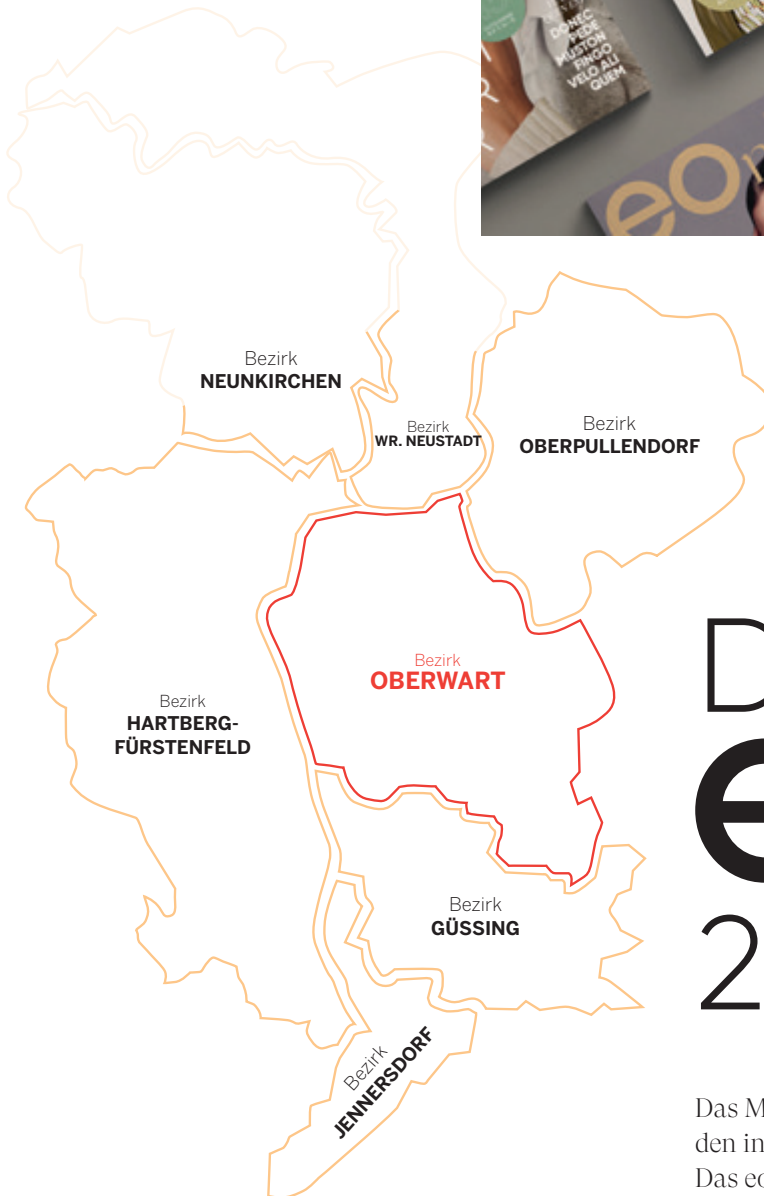 DONEC
PEDE
MUSTON
FINGO
VELO ALI
QUEM
eo
Bezirk
NEUNKIRCHEN
Bezirk
WR. NEUSTADT
Bezirk
OBERPULLENDORF
Bezirk
OBERWART
Bezirk
HARTBERG-
FÜRSTENFELD
Bezirk
GÜSSING
Bezirk
JENNERSDORF
D
e
2
Das M
den in
Das eo